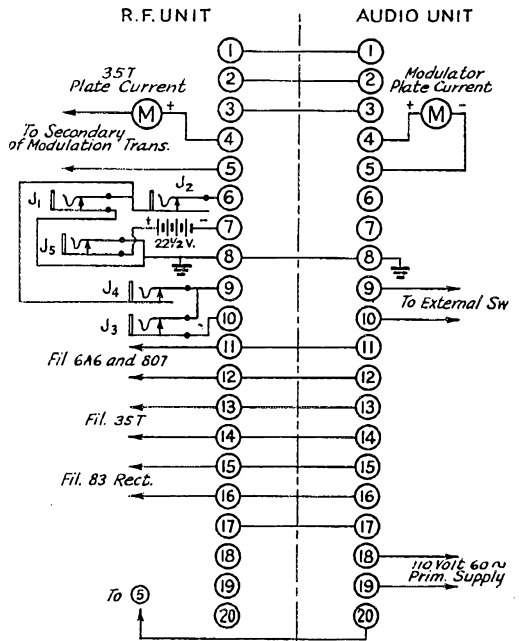 R.F. UNIT AUDIO UNIT
1 1
2 2
35T
Plate Current
Modulator
Plate Current
M + 3 3 + M -
4 4
To Secondary
of Modulation Trans.
5 5
J1 J2 6 6
+ - 7 7
22½ V.
J5 8 8
J4 9 9
To External Sw
J3 10 10
11 11
Fil 6A6 and 807
12 12
13 13
Fil. 35T
14 14
15 15
Fil. 83 Rect.
16 16
17 17
18 18
110 Volt 60~
Prim. Supply
19 19
To 5 20 20